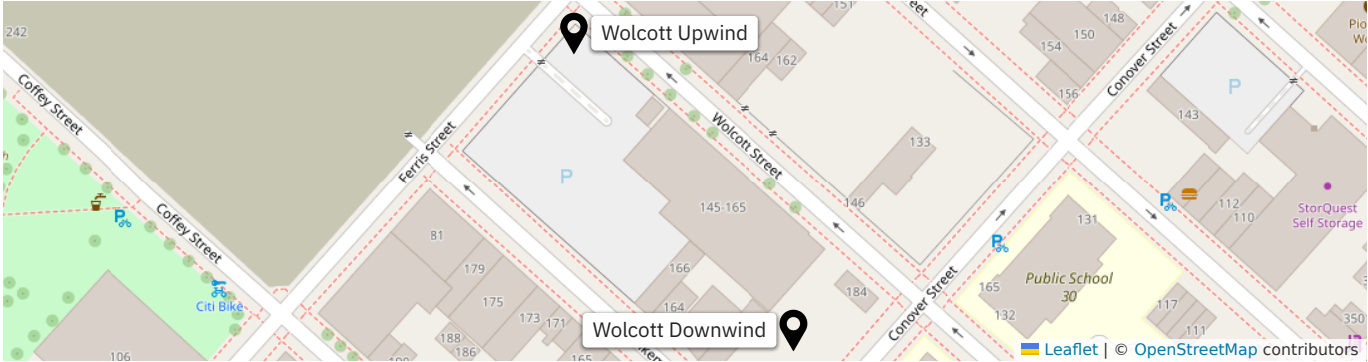 242
Wolcott Upwind
164
162
151
Street
154
150
148
156
Conover Street
P
143
Coffey Street
Ferris Street
P
Wolcott Street
133
146
145-165
112
110
StorQuest
Self Storage
P
P
P
Coffey Street
Citi Bike
106
81
179
175
173
171
188
186
166
164
Wolcott Downwind
184
Conover Street
131
Public School
30
165
132
117
111
350
Leaflet | © OpenStreetMap contributors